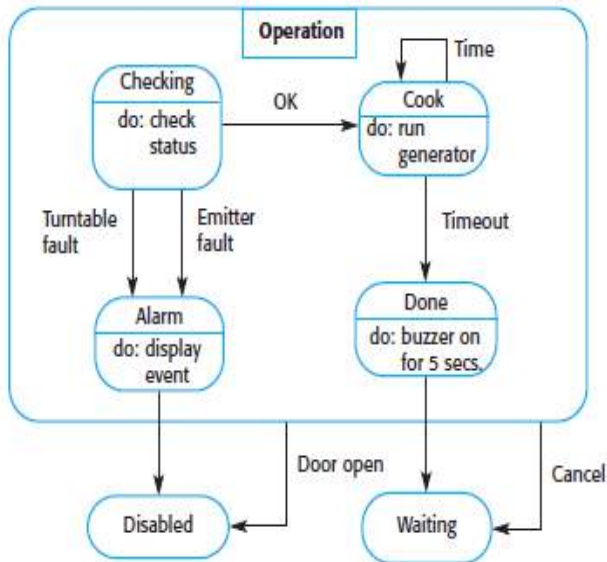 Operation
Checking
do: check
status
OK
Time
Cook
do: run
generator
Turntable
fault
Emitter
fault
Timeout
Alarm
do: display
event
Done
do: buzzer on
for 5 secs.
Door open
Cancel
Disabled
Waiting